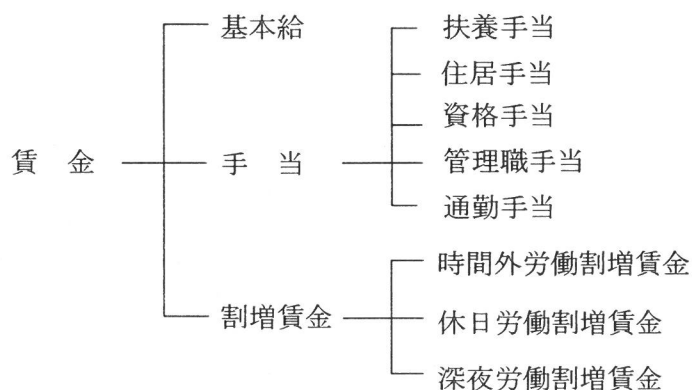 賃 金
基本給
手 当
扶養手当
住居手当
資格手当
管理職手当
通勤手当
割増賃金
時間外労働割増賃金
休日労働割増賃金
深夜労働割増賃金